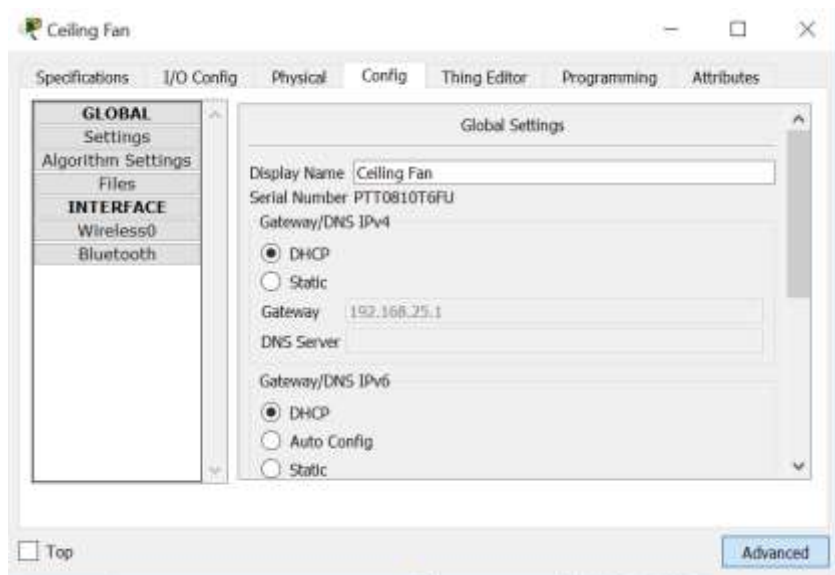 Ceiling Fan
Specifications I/O Config Physical Config Thing Editor Programming Attributes
GLOBAL
Settings
Algorithm Settings
Files
INTERFACE
Wireless0
Bluetooth
Global Settings
Display Name Ceiling Fan
Serial Number PTT0810T6FU
Gateway/DNS IPv4
DHCP
Static
Gateway 192.168.25.1
DNS Server
Gateway/DNS IPv6
DHCP
Auto Config
Static
Top
Advanced